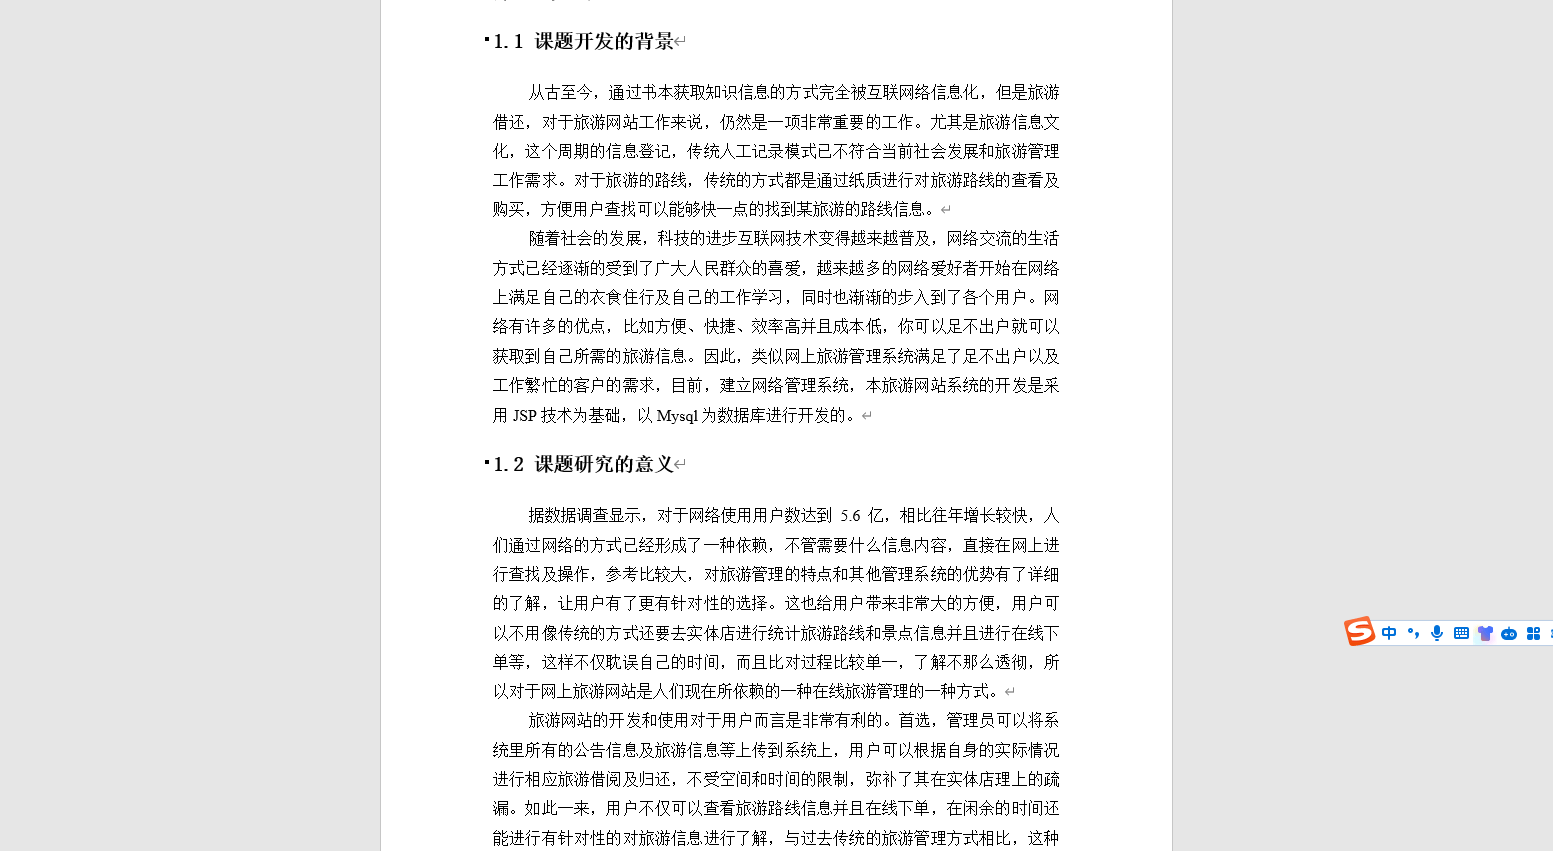 1.1 课题开发的背景
从古至今，通过书本获取知识信息的方式完全被互联网络信息化，但是旅游
借还，对于旅游网站工作来说，仍然是一项非常重要的工作。尤其是旅游信息文
化，这个周期的信息登记，传统人工记录模式已不符合当前社会发展和旅游管理
工作需求。对于旅游的路线，传统的方式都是通过纸质进行对旅游路线的查看及
购买，方便用户查找可以能够快一点的找到某旅游的路线信息。
随着社会的发展，科技的进步互联网技术变得越来越普及，网络交流的生活
方式已经逐渐的受到了广大人民群众的喜爱，越来越多的网络爱好者开始在网络
上满足自己的衣食住行及自己的工作学习，同时也渐渐的步入到了各个用户。网
络有许多的优点，比如方便、快捷、效率高并且成本低，你可以足不出户就可以
获取到自己所需的旅游信息。因此，类似网上旅游管理系统满足了足不出户以及
工作繁忙的客户的需求，目前，建立网络管理系统，本旅游网站系统的开发是采
用 JSP 技术为基础，以 Mysql 为数据库进行开发的。
1.2 课题研究的意义
据数据调查显示，对于网络使用用户数达到 5.6 亿，相比往年增长较快，人
们通过网络的方式已经形成了一种依赖，不管需要什么信息内容，直接在网上进
行查找及操作，参考比较大，对旅游管理的特点和其他管理系统的优势有了详细
的了解，让用户有了更有针对性的选择。这也给用户带来非常大的方便，用户可
以不用像传统的方式还要去实体店进行统计旅游路线和景点信息并且进行在线下
单等，这样不仅耽误自己的时间，而且比对过程比较单一，了解不那么透彻，所
以对于网上旅游网站是人们现在所依赖的一种在线旅游管理的一种方式。
旅游网站的开发和使用对于用户而言是非常有利的。首选，管理员可以将系
统里所有的公告信息及旅游信息等上传到系统上，用户可以根据自身的实际情况
进行相应旅游借阅及归还，不受空间和时间的限制，弥补了其在实体店理上的疏
漏。如此一来，用户不仅可以查看旅游路线信息并且在线下单，在闲余的时间还
能进行有针对性的对旅游信息进行了解，与过去传统的旅游管理方式相比，这种
中